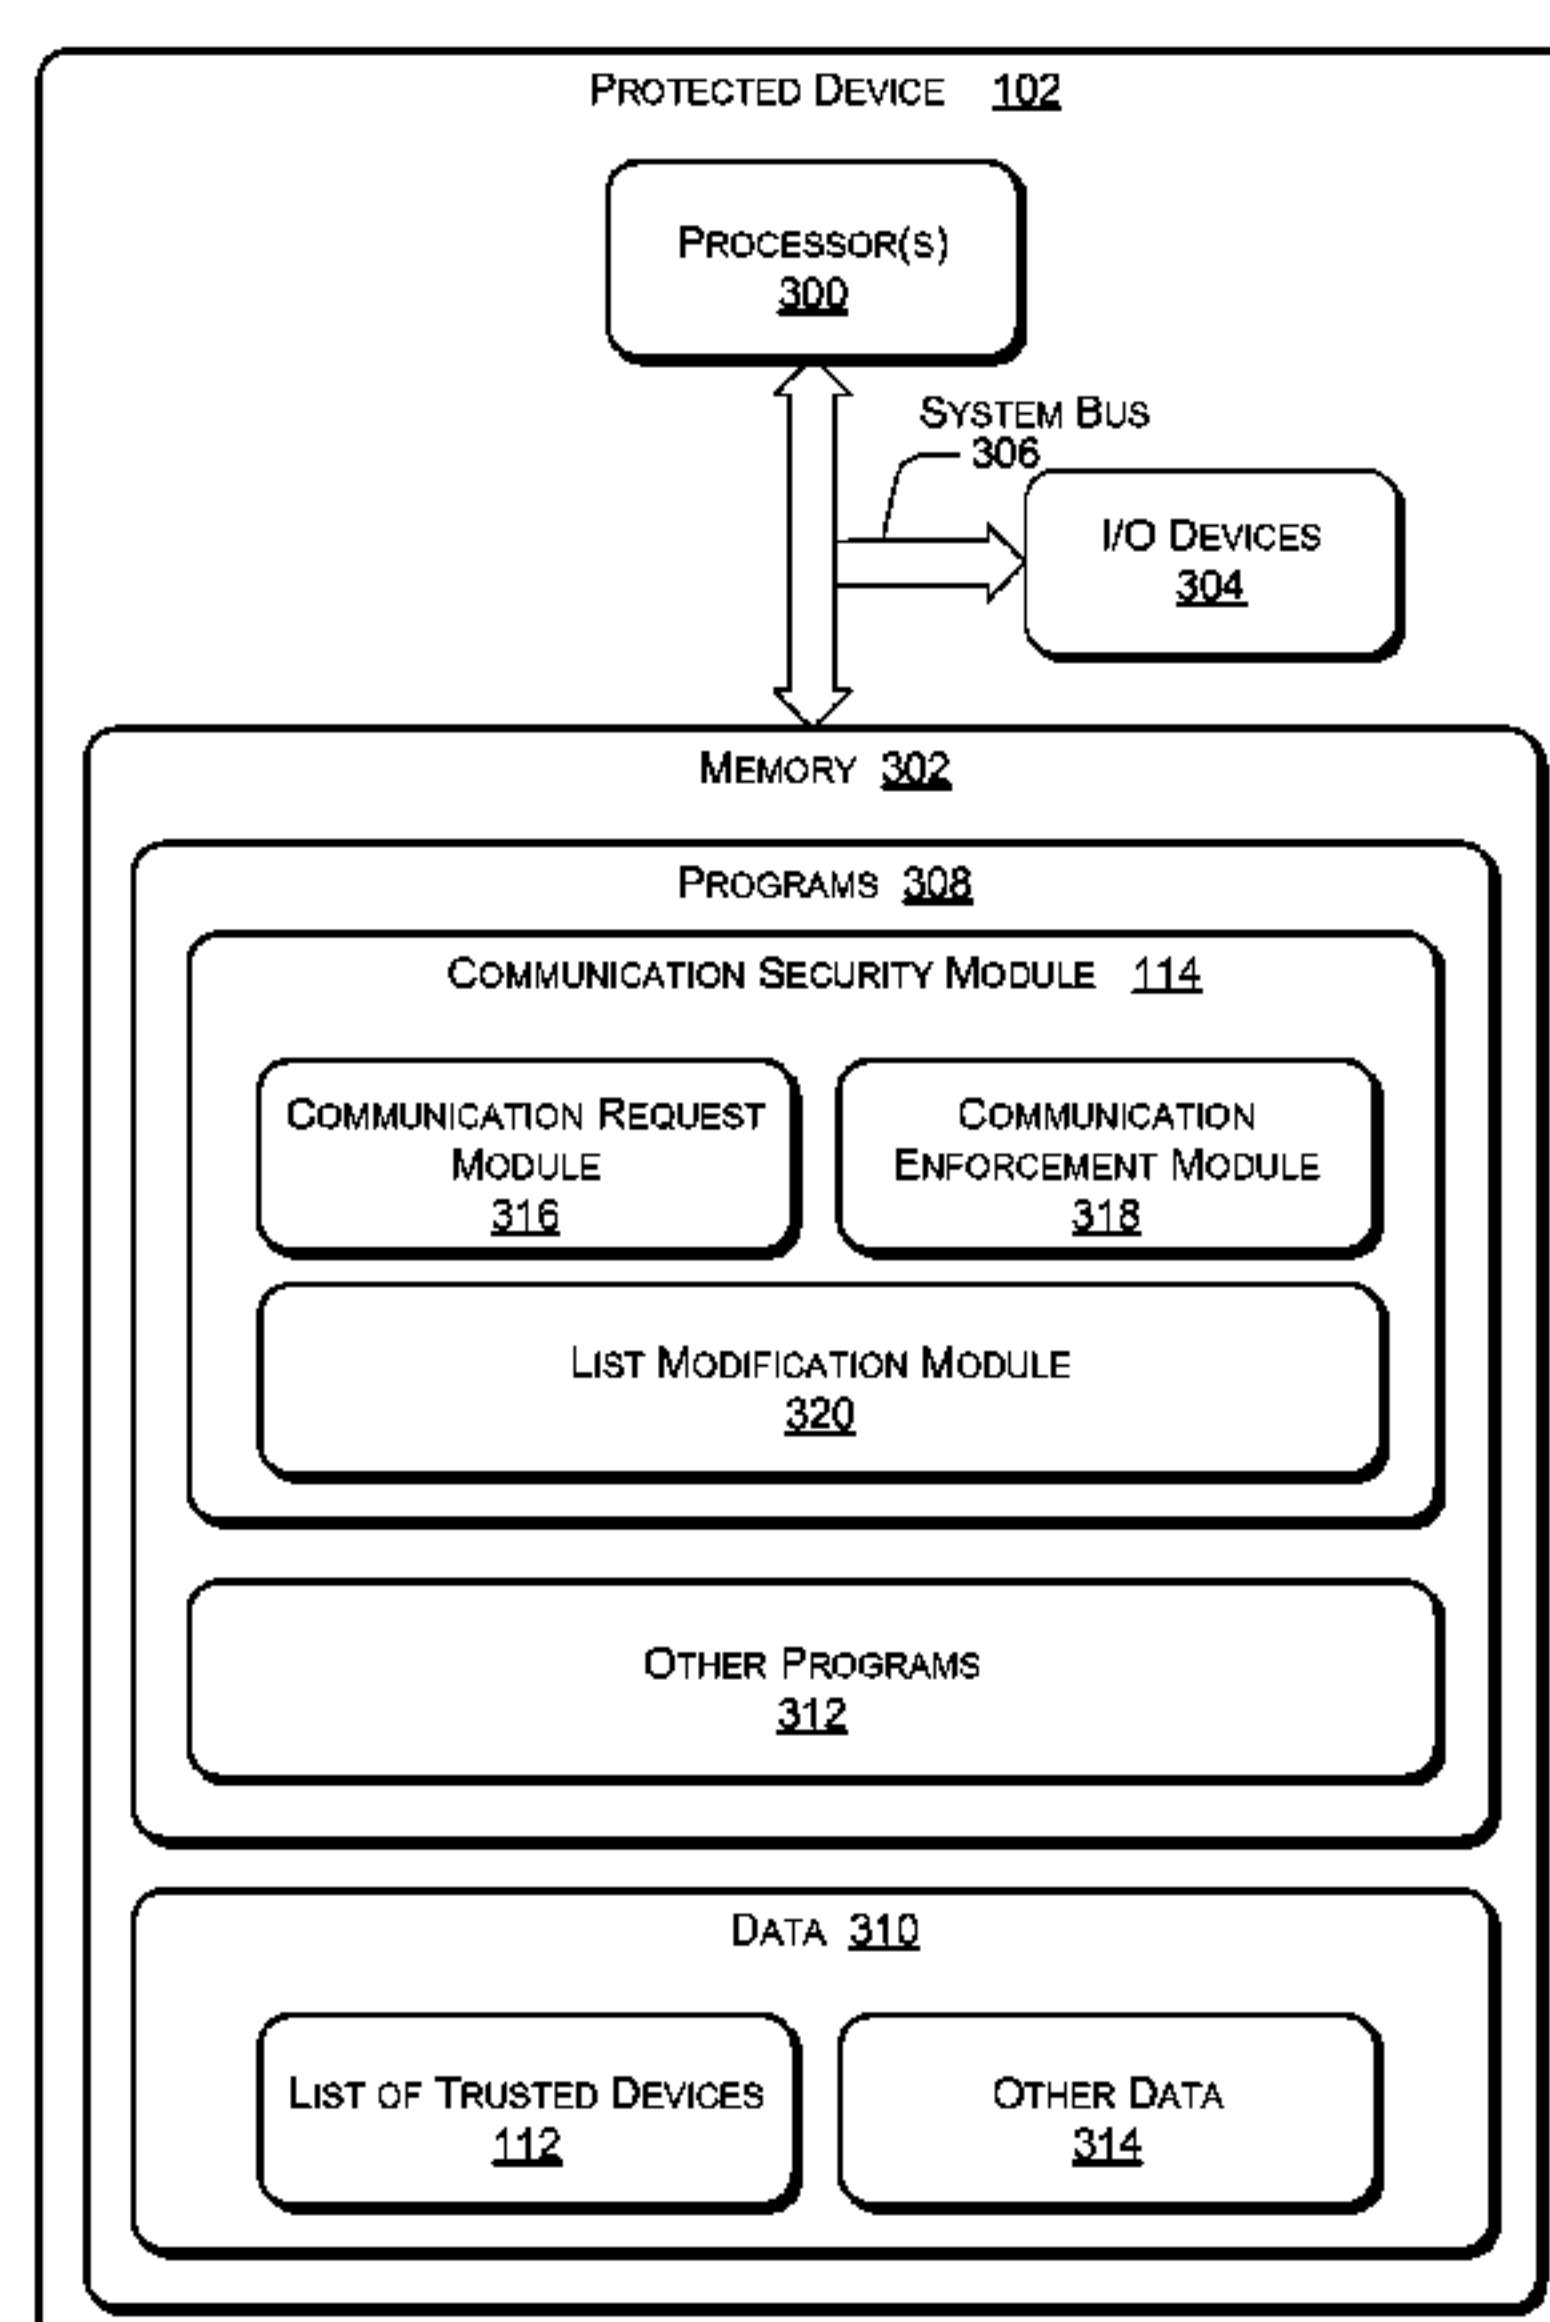 PROTECTED DEVICE 102
PROCESSOR(S)
300
SYSTEM BUS
306
I/O DEVICES
304
MEMORY 302
PROGRAMS 308
COMMUNICATION SECURITY MODULE 114
COMMUNICATION REQUEST
MODULE
316
COMMUNICATION
ENFORCEMENT MODULE
318
LIST MODIFICATION MODULE
320
OTHER PROGRAMS
312
DATA 310
LIST OF TRUSTED DEVICES
112
OTHER DATA
314